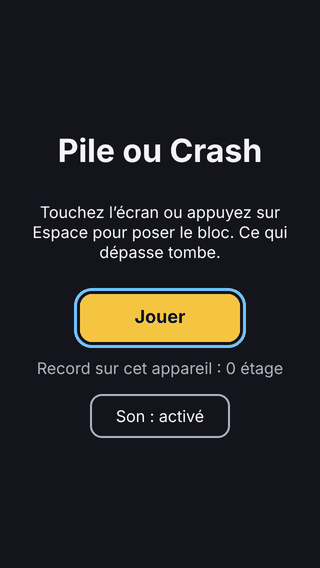 Pile ou Crash
Touchez l’écran ou appuyez sur
Espace pour poser le bloc. Ce qui
dépasse tombe.
Jouer
Record sur cet appareil : 0 étage
Son : activé